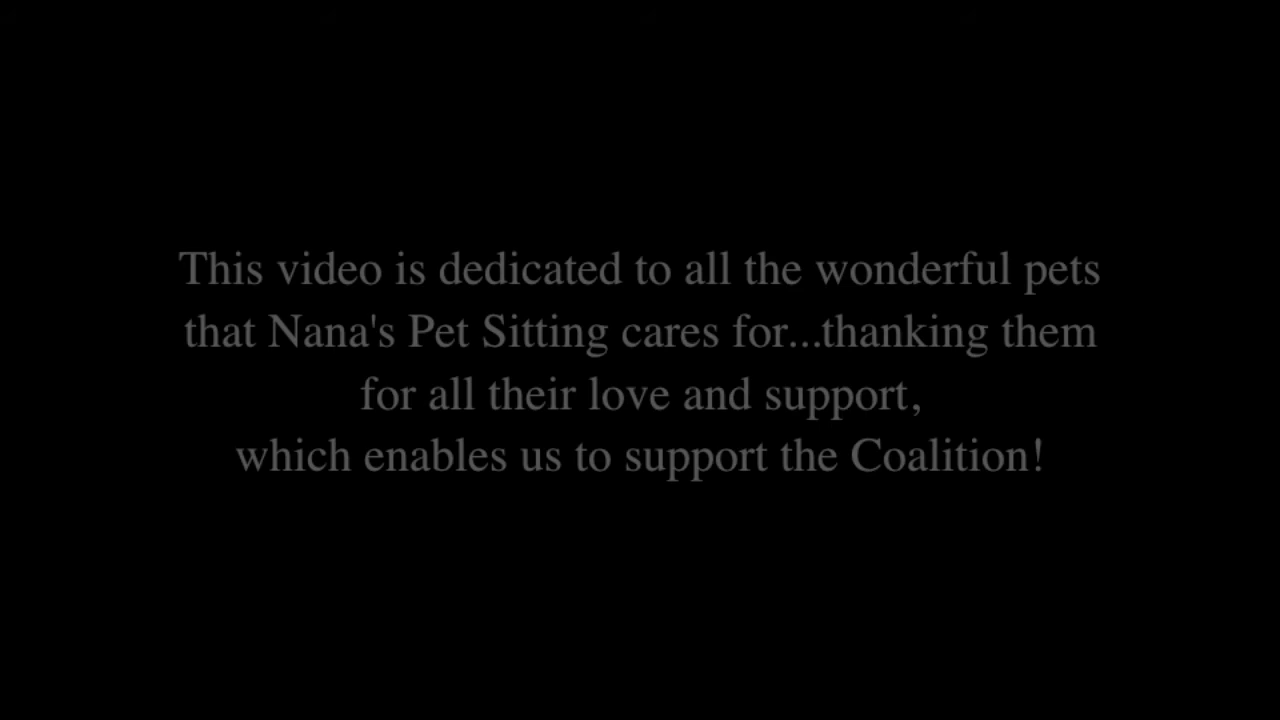 This video is dedicated to all the wonderful pets
that Nana's Pet Sitting cares for...thanking them
for all their love and support,
which enables us to support the Coalition!